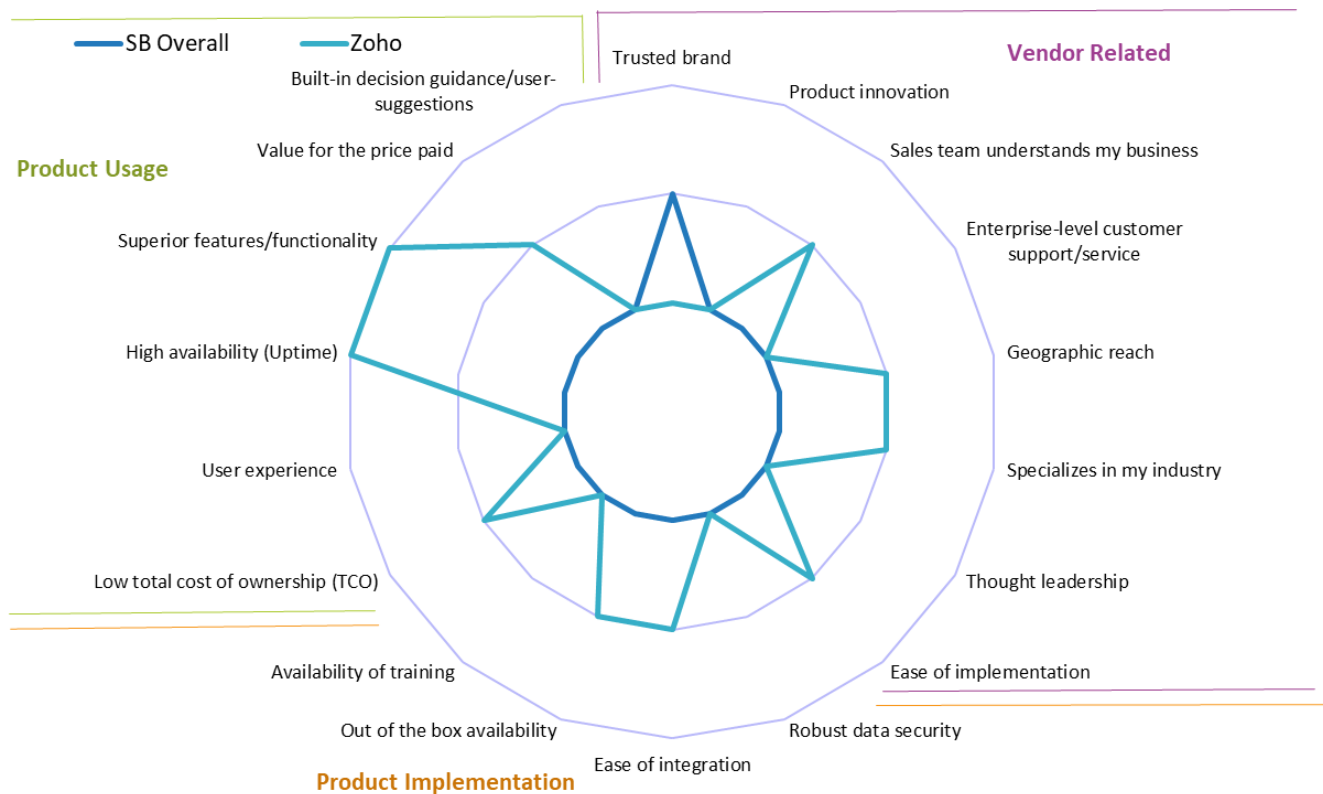 SB Overall
Zoho
Trusted brand
Vendor Related
Built-in decision guidance/user-
suggestions
Product innovation
Value for the price paid
Sales team understands my business
Product Usage
Superior features/functionality
Enterprise-level customer
support/service
High availability (Uptime)
Geographic reach
User experience
Specializes in my industry
Low total cost of ownership (TCO)
Thought leadership
Availability of training
Ease of implementation
Out of the box availability
Robust data security
Ease of integration
Product Implementation